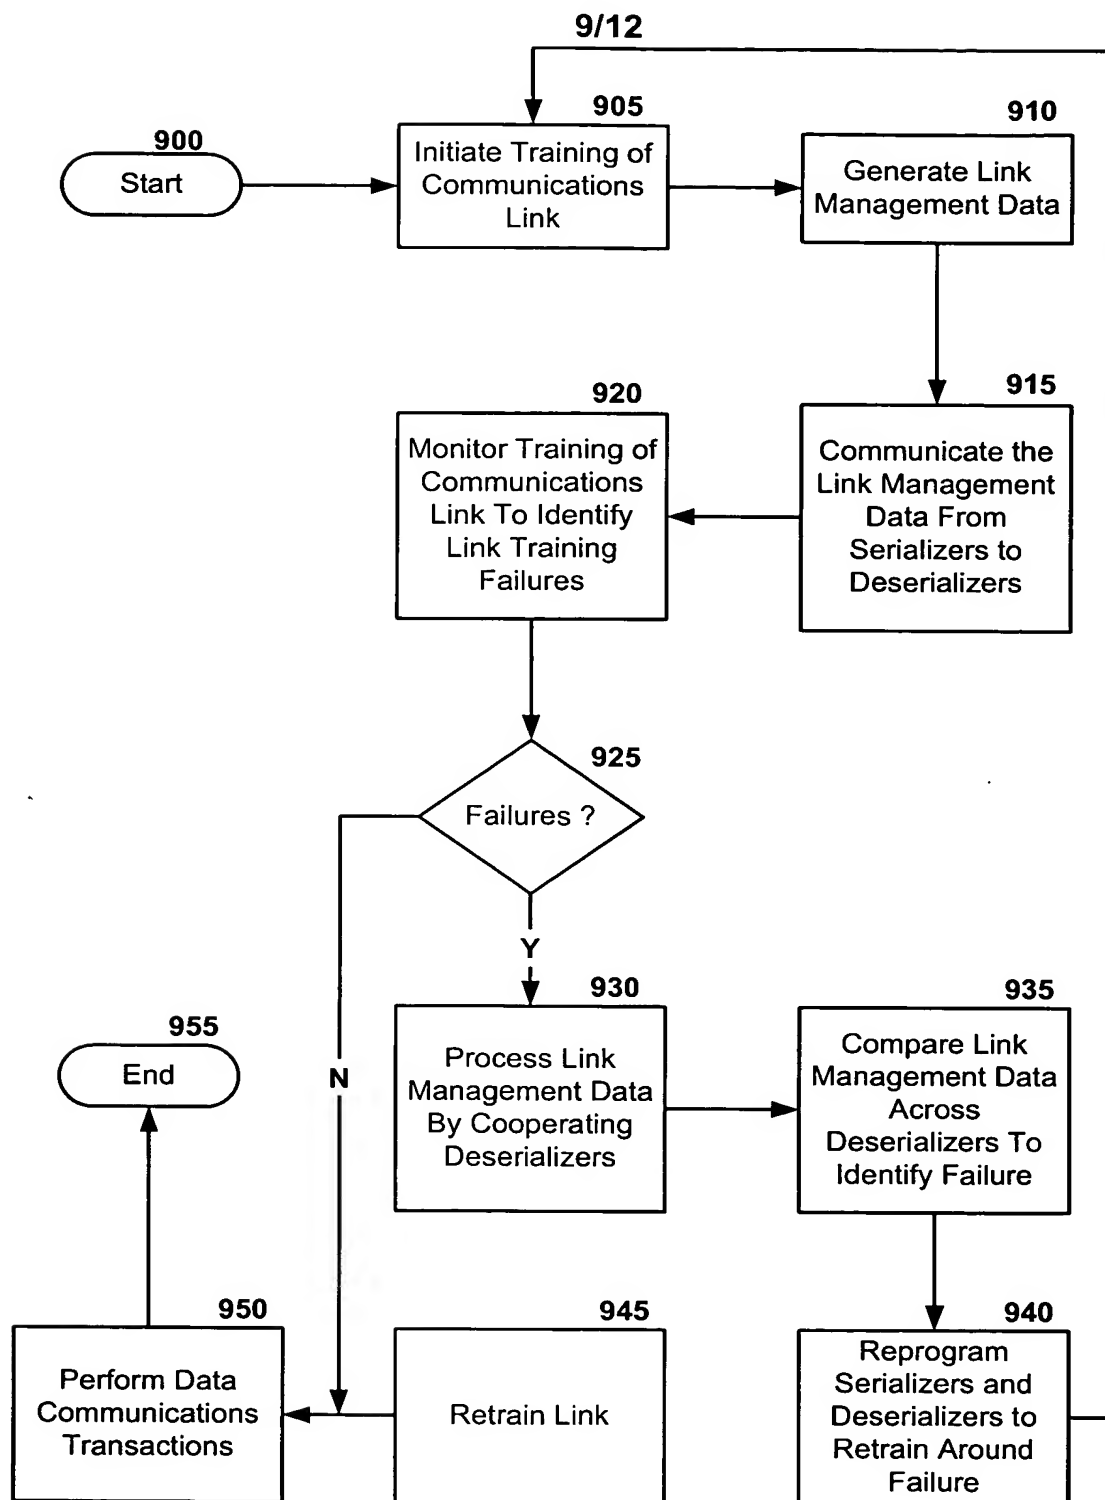 9/12
900
Start
905
Initiate Training of
Communications
Link
910
Generate Link
Management Data
915
Communicate the
Link Management
Data From
Serializers to
Deserializers
920
Monitor Training of
Communications
Link To Identify
Link Training
Failures
925
Failures ?
Y
N
930
Process Link
Management Data
By Cooperating
Deserializers
935
Compare Link
Management Data
Across
Deserializers To
Identify Failure
940
Reprogram
Serializers and
Deserializers to
Retrain Around
Failure
945
Retrain Link
950
Perform Data
Communications
Transactions
955
End